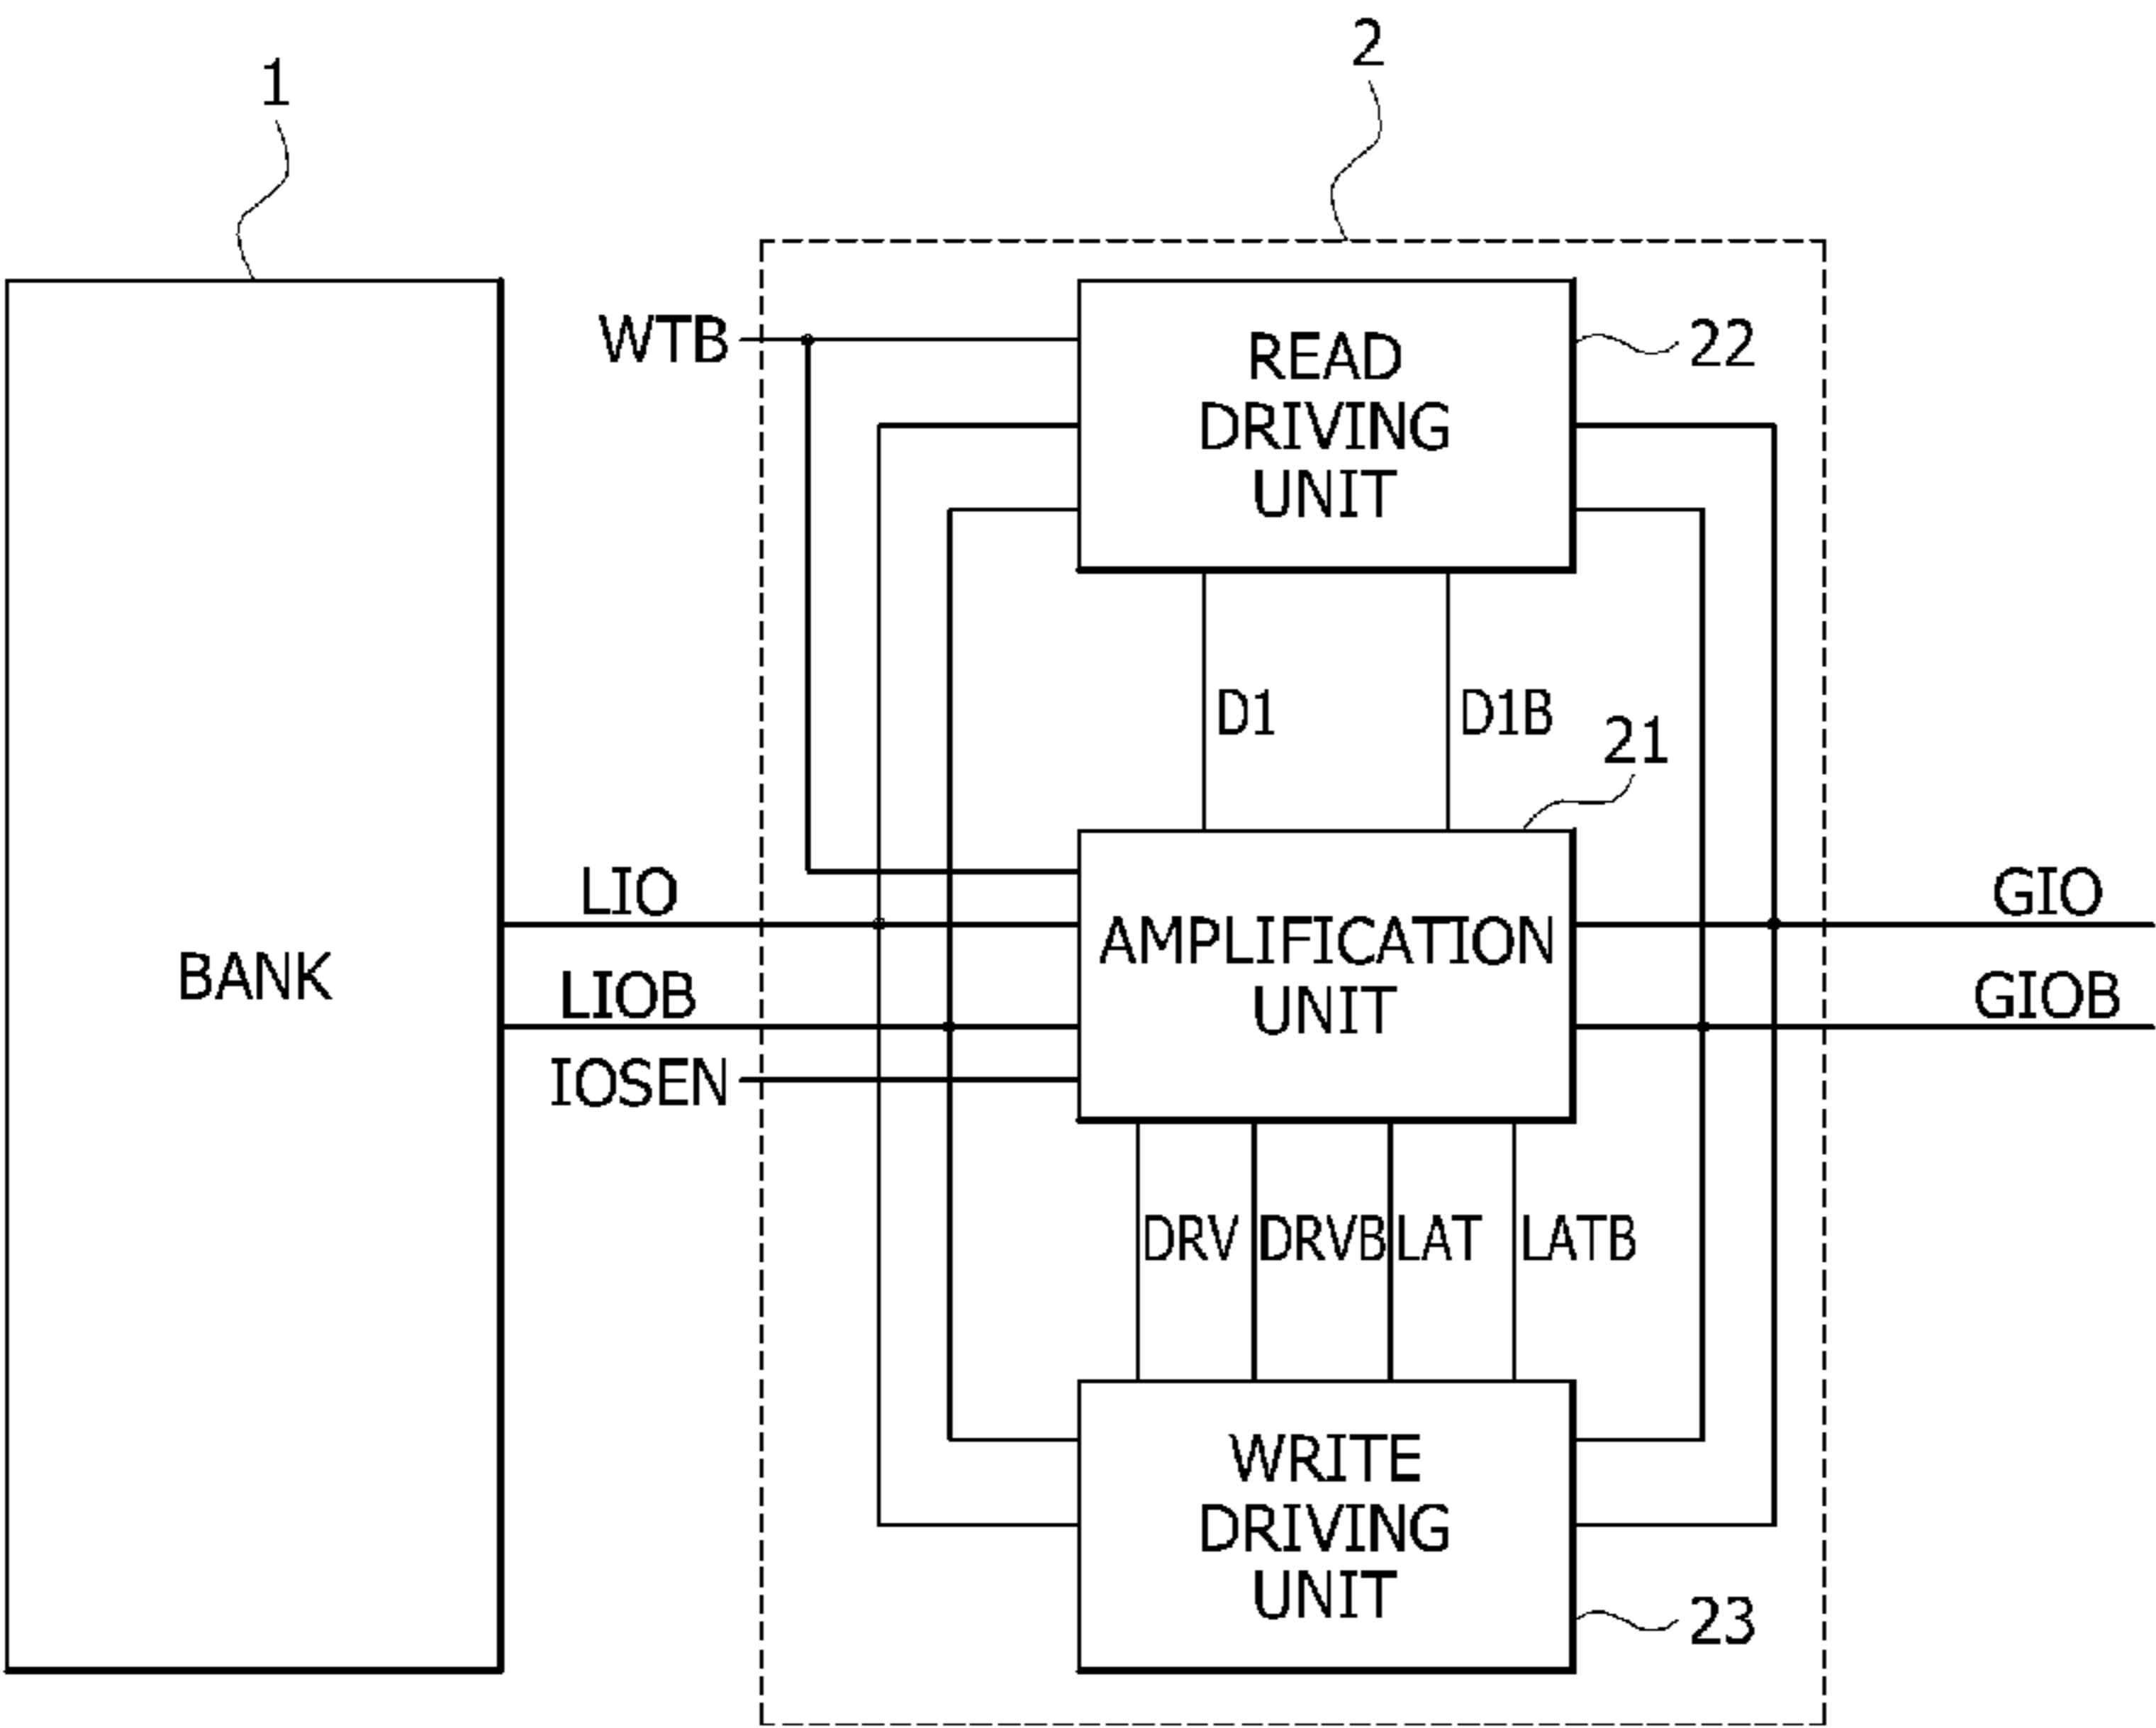 2
1
WTB
READ
DRIVING
UNIT
22
D1
D1B
21
LIO
GIO
AMPLIFICATION
UNIT
BANK
LIOB
GIOB
IOSEN
DRV
DRVB
LAT
LATB
WRITE
DRIVING
UNIT
23